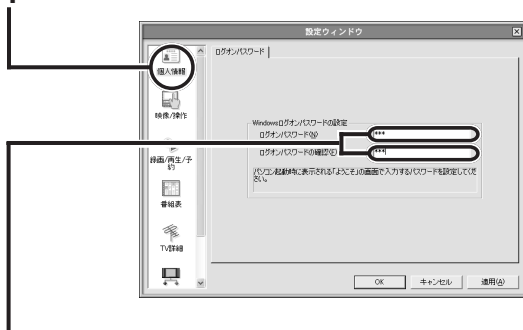 設定ウィンドウ
個人情報
映像/操作
録画/再生/予
約
番組表
TV詳細
ログオンパスワード
Windowsログオンパスワードの設定
ログオンパスワード(N)
***
ログオンパスワードの確認(F)
***
パソコン起動時に表示される「ようこそ」の画面で入力するパスワードを設定してくだ
さい。
OK
キャンセル
適用(A)